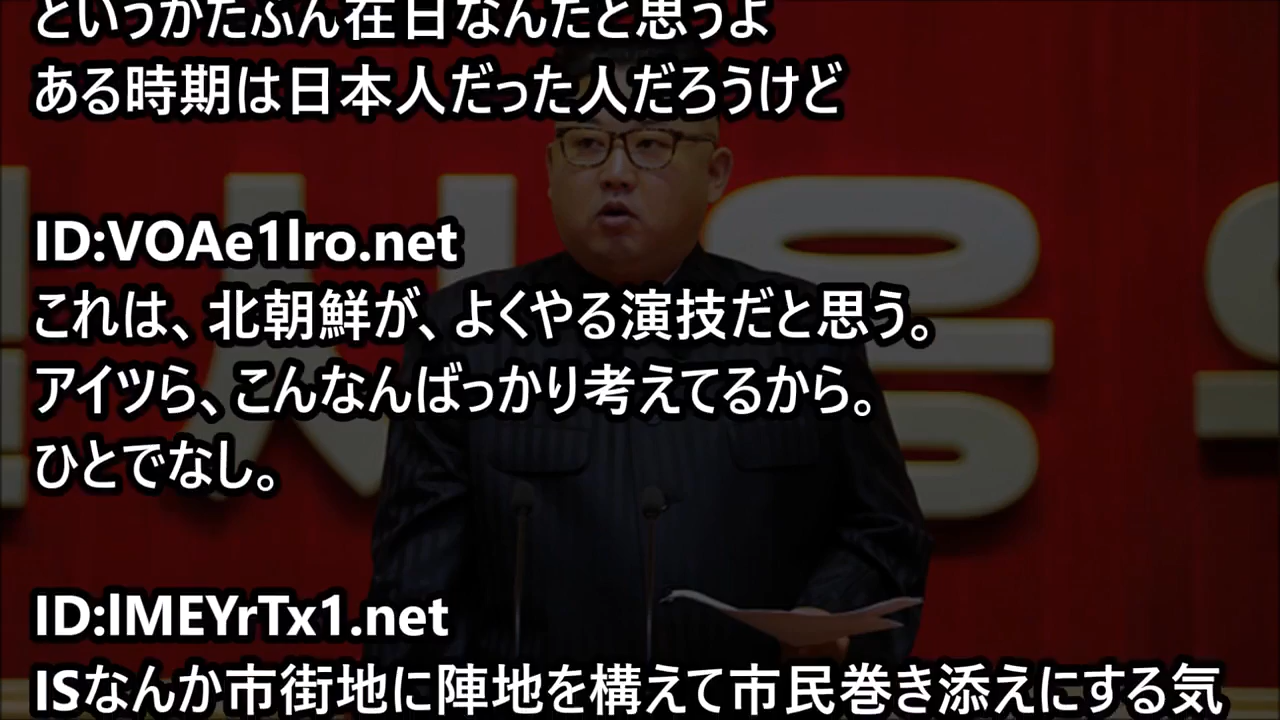 というかたぶん在日なんだと思うよ
ある時期は日本人だった人だろうけど
ID:VOAe1lro.net
これは、北朝鮮が、よくやる演技だと思う。
アイツら、こんなんばっかり考えてるから。
ひとでなし。
ID:lMEYrTx1.net
ISなんか市街地に陣地を構えて市民巻き添えにする気